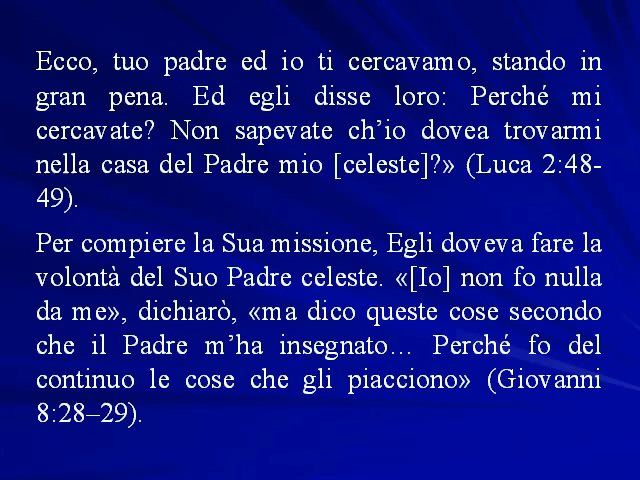 Ecco, tuo padre ed io ti cercavamo, stando in
gran pena. Ed egli disse loro: Perché mi
cercavate? Non sapevate ch’io dovea trovarmi
nella casa del Padre mio [celeste]?» (Luca 2:48-
49).
Per compiere la Sua missione, Egli doveva fare la
volontà del Suo Padre celeste. «[Io] non fo nulla
da me», dichiarò, «ma dico queste cose secondo
che il Padre m’ha insegnato… Perché fo del
continuo le cose che gli piacciono» (Giovanni
8:28–29).